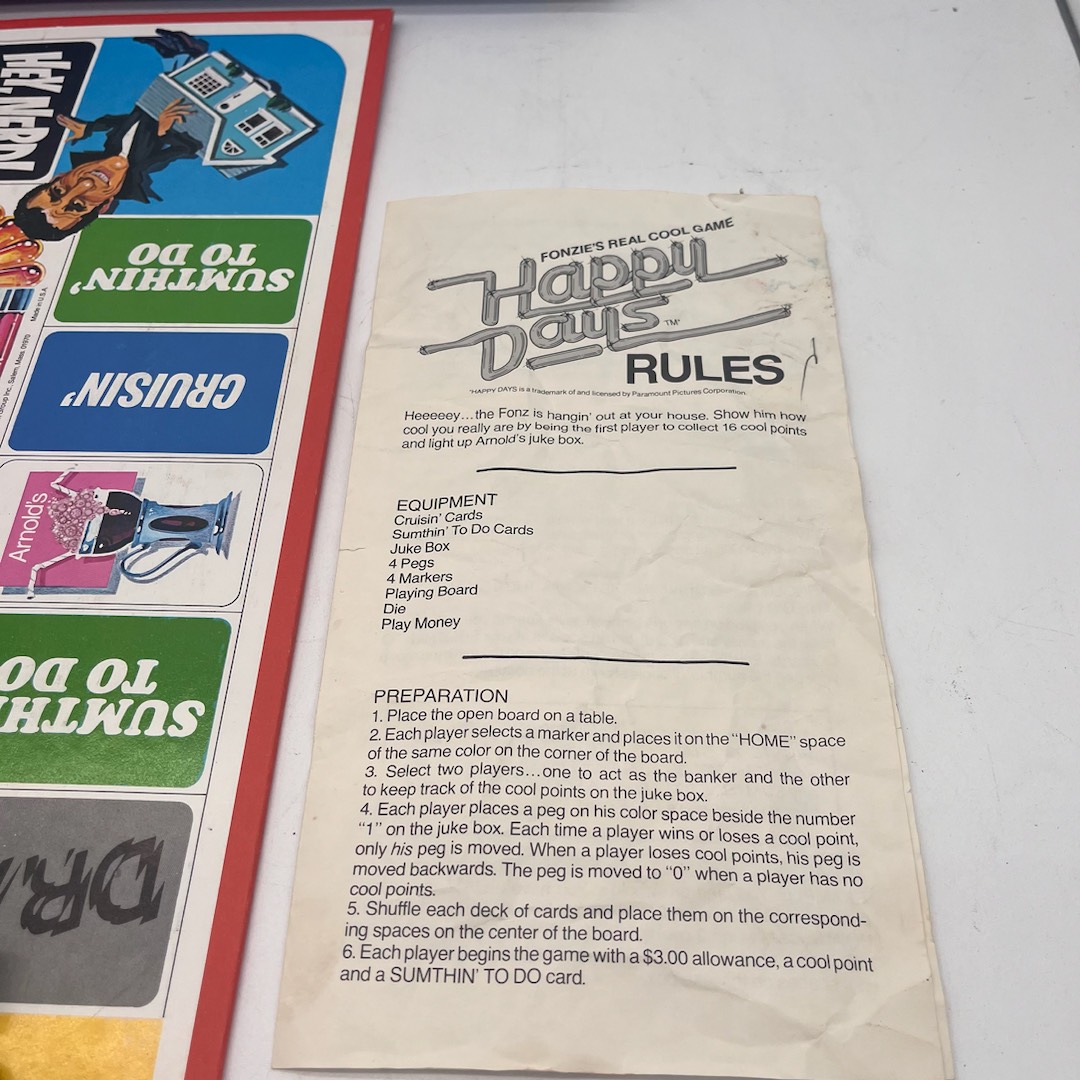 HEY, NERD!
SUMTHIN'
TO DO
CRUISIN'
Made in U.S.A.
Group Inc., Salem, Mass. 01970
Arnold's
SUMTHI
TO DO
DRA
FONZIE'S REAL COOL GAME
Happy
Days™
RULES
*HAPPY DAYS is a trademark of and licensed by Paramount Pictures Corporation.
Heeeeey...the Fonz is hangin' out at your house. Show him how
cool you really are by being the first player to collect 16 cool points
and light up Arnold's juke box.
EQUIPMENT
Cruisin' Cards
Sumthin' To Do Cards
Juke Box
4 Pegs
4 Markers
Playing Board
Die
Play Money
PREPARATION
1. Place the open board on a table.
2. Each player selects a marker and places it on the "HOME" space
of the same color on the corner of the board.
3. Select two players...one to act as the banker and the other
to keep track of the cool points on the juke box.
4. Each player places a peg on his color space beside the number
"1" on the juke box. Each time a player wins or loses a cool point,
only his peg is moved. When a player loses cool points, his peg is
moved backwards. The peg is moved to "0" when a player has no
cool points.
5. Shuffle each deck of cards and place them on the correspond-
ing spaces on the center of the board.
6. Each player begins the game with a $3.00 allowance, a cool point
and a SUMTHIN' TO DO card.